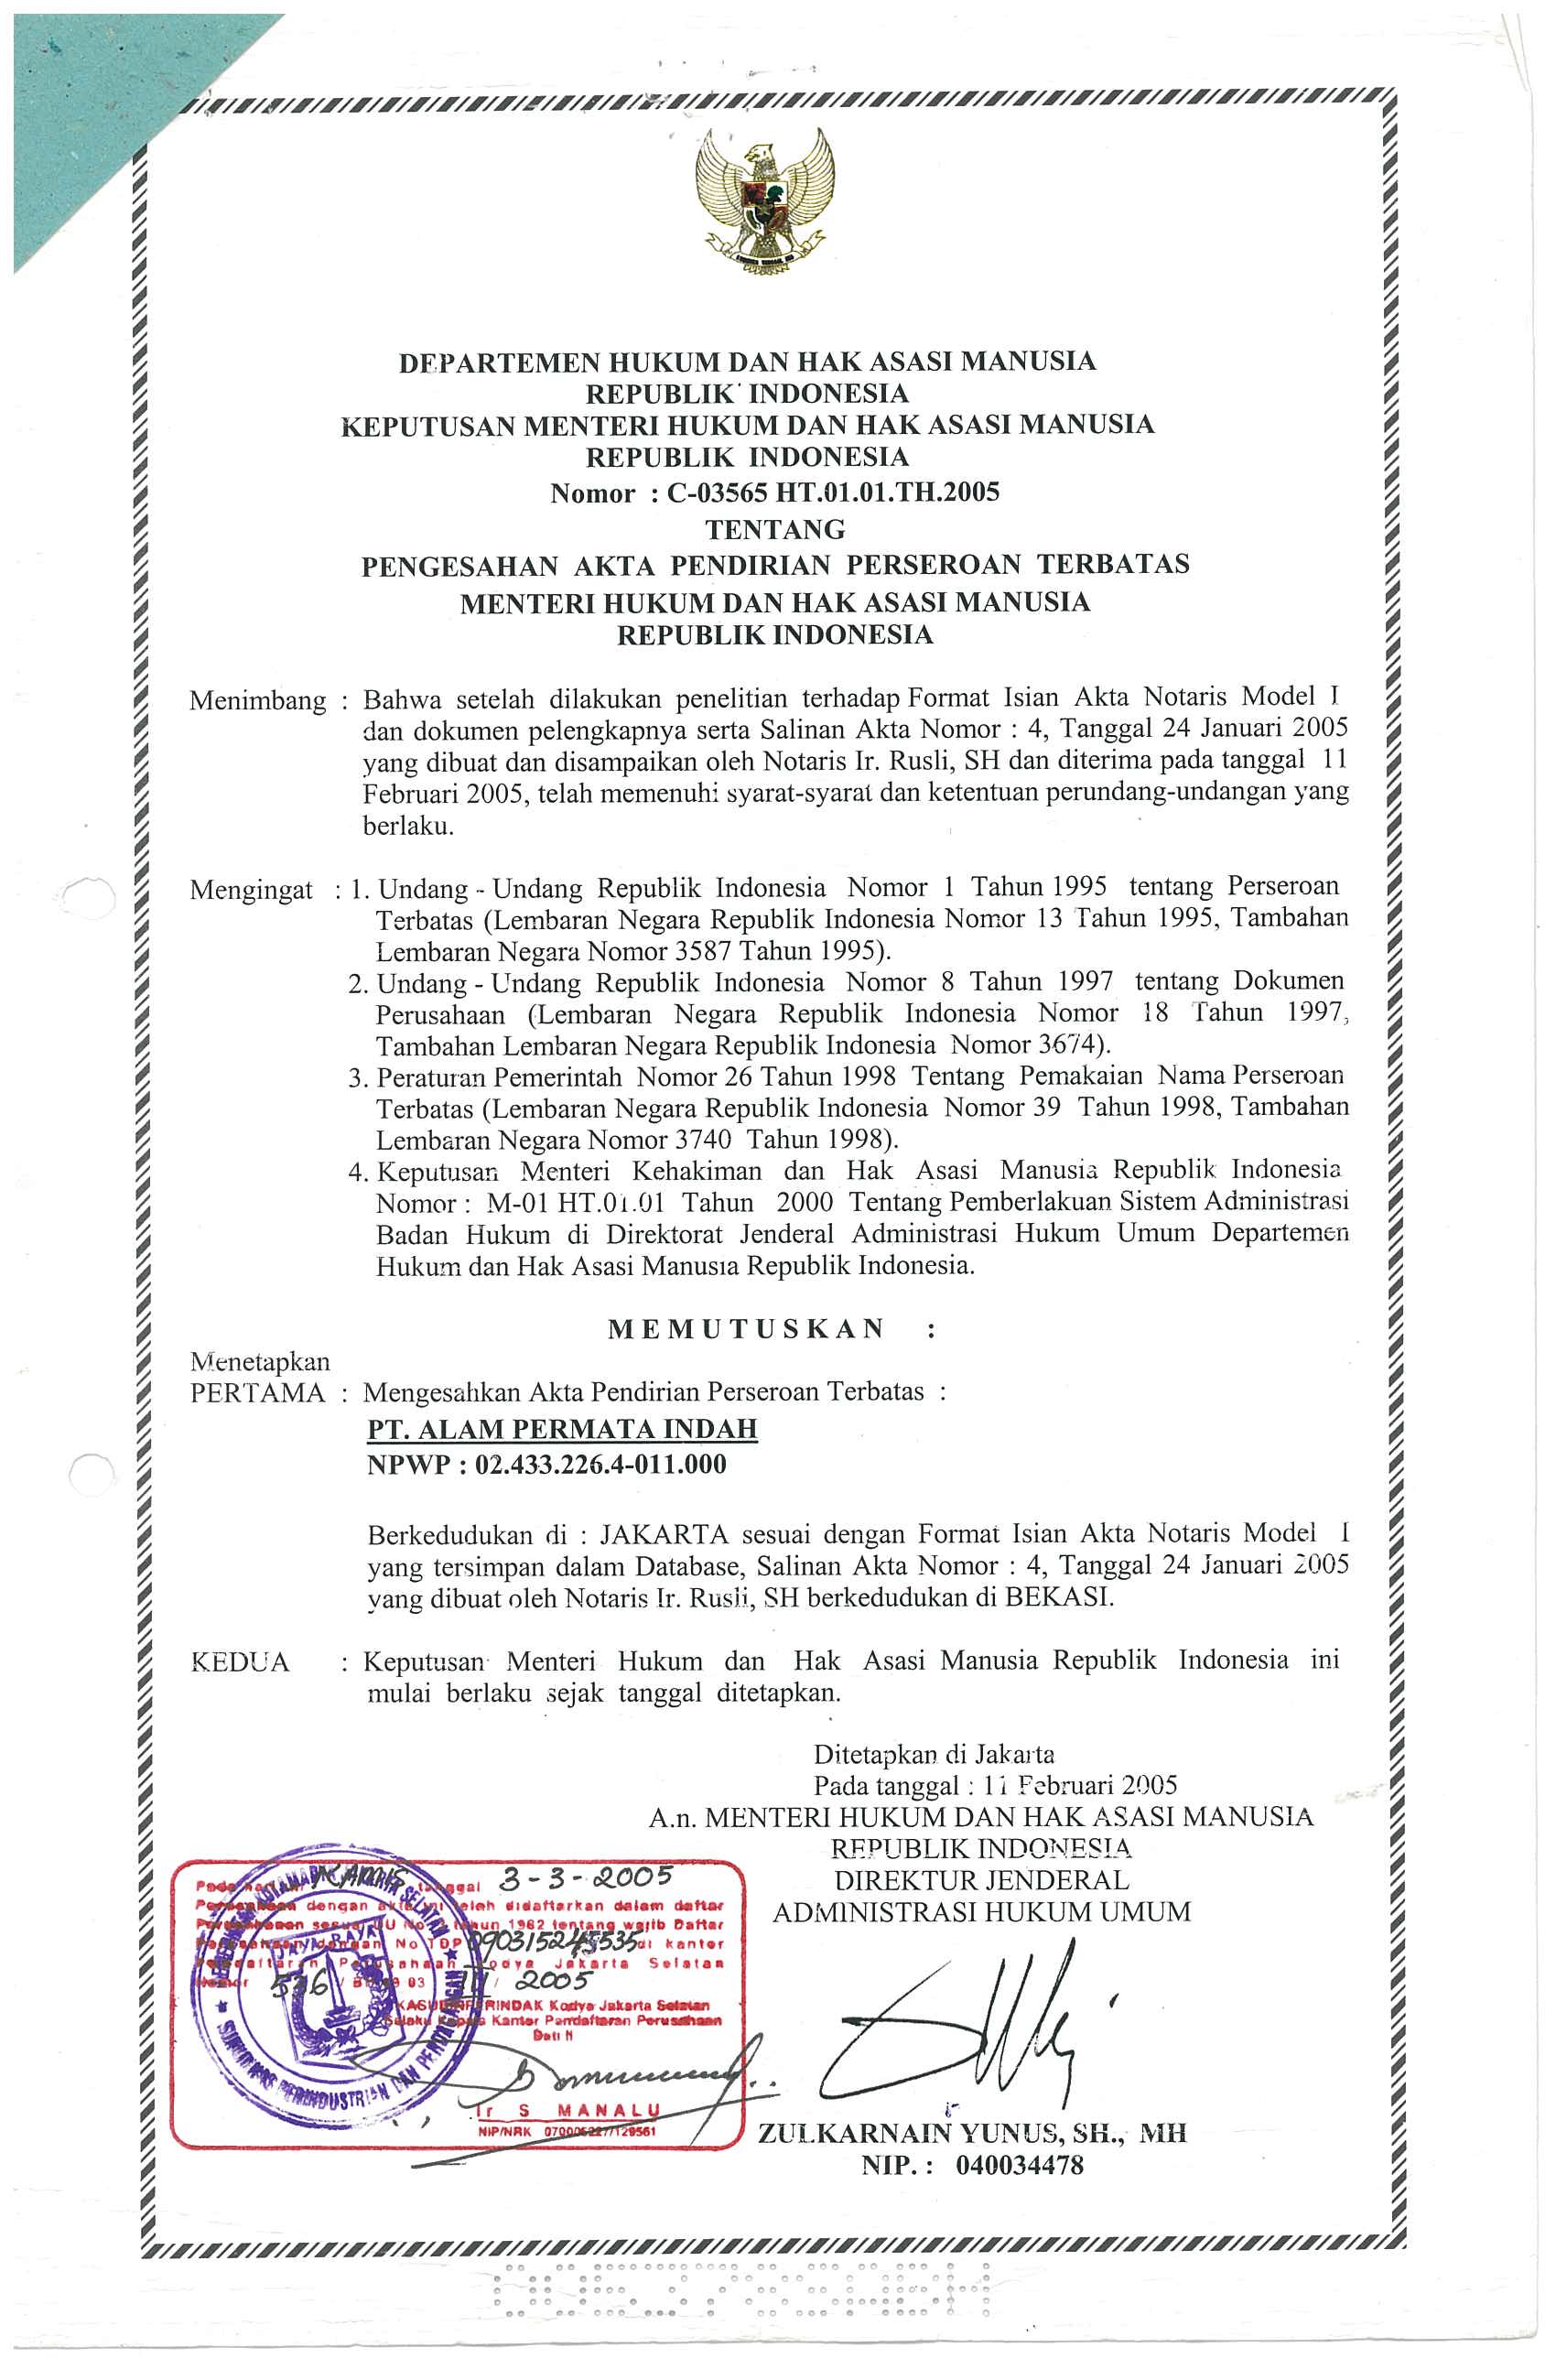 DEPARTEMEN HUKUM DAN HAK ASASI MANUSIA
REPUBLIK INDONESIA
KEPUTUSAN MENTERI HUKUM DAN HAK ASASI MANUSIA
REPUBLIK INDONESIA
Nomor : C-03565 HT.01.01.TH.2005
TENTANG
PENGESAHAN AKTA PENDIRIAN PERSEROAN TERBATAS
MENTERI HUKUM DAN HAK ASASI MANUSIA
REPUBLIK INDONESIA
Menimbang : Bahwa setelah dilakukan penelitian terhadap Format Isian Akta Notaris Model I
dan dokumen pelengkapnya serta Salinan Akta Nomor : 4, Tanggal 24 Januari 2005
yang dibuat dan disampaikan oleh Notaris Ir. Rusli, SH dan diterima pada tanggal 11
Februari 2005, telah memenuhi syarat-syarat dan ketentuan perundang-undangan yang
berlaku.
Mengingat : 1. Undang - Undang Republik Indonesia Nomor 1 Tahun 1995 tentang Perseroan
Terbatas (Lembaran Negara Republik Indonesia Nomor 13 Tahun 1995, Tambahan
Lembaran Negara Nomor 3587 Tahun 1995).
2. Undang - Undang Republik Indonesia Nomor 8 Tahun 1997 tentang Dokumen
Perusahaan (Lembaran Negara Republik Indonesia Nomor 18 Tahun 1997,
Tambahan Lembaran Negara Republik Indonesia Nomor 3674).
3. Peraturan Pemerintah Nomor 26 Tahun 1998 Tentang Pemakaian Nama Perseroan
Terbatas (Lembaran Negara Republik Indonesia Nomor 39 Tahun 1998, Tambahan
Lembaran Negara Nomor 3740 Tahun 1998).
4. Keputusan Menteri Kehakiman dan Hak Asasi Manusia Republik Indonesia
Nomor : M-01 HT.01.01 Tahun 2000 Tentang Pemberlakuan Sistem Administrasi
Badan Hukum di Direktorat Jenderal Administrasi Hukum Umum Departemen
Hukum dan Hak Asasi Manusia Republik Indonesia.
MEMUTUSKAN :
Menetapkan
PERTAMA : Mengesahkan Akta Pendirian Perseroan Terbatas :
PT. ALAM PERMATA INDAH
NPWP : 02.433.226.4-011.000
Berkedudukan di : JAKARTA sesuai dengan Format Isian Akta Notaris Model I
yang tersimpan dalam Database, Salinan Akta Nomor : 4, Tanggal 24 Januari 2005
yang dibuat oleh Notaris Ir. Rusli, SH berkedudukan di BEKASI.
KEDUA : Keputusan Menteri Hukum dan Hak Asasi Manusia Republik Indonesia ini
mulai berlaku sejak tanggal ditetapkan.
Ditetapkan di Jakarta
Pada tanggal : 11 Februari 2005
A.n. MENTERI HUKUM DAN HAK ASASI MANUSIA
REPUBLIK INDONESIA
DIREKTUR JENDERAL
ADMINISTRASI HUKUM UMUM
ZULKARNAIN YUNUS, SH., MH
NIP. : 040034478
Pada hari KAMIS tanggal 3-3-2005
Perusahaan dengan akta ini telah didaftarkan dalam daftar
Perusahaan sesuai UU No tahun 1982 tentang wajib Daftar
Perusahaan dengan No TDP di kantor
Pendaftaran Perusahaan Kodya Jakarta Selatan
Nomor 536 / III / 2005
KASUDINPERINDAK Kodya Jakarta Selatan
Selaku Kepala Kantor Pendaftaran Perusahaan
Dati II
Ir S MANALU
NIP/NRK
JAYA RAYA